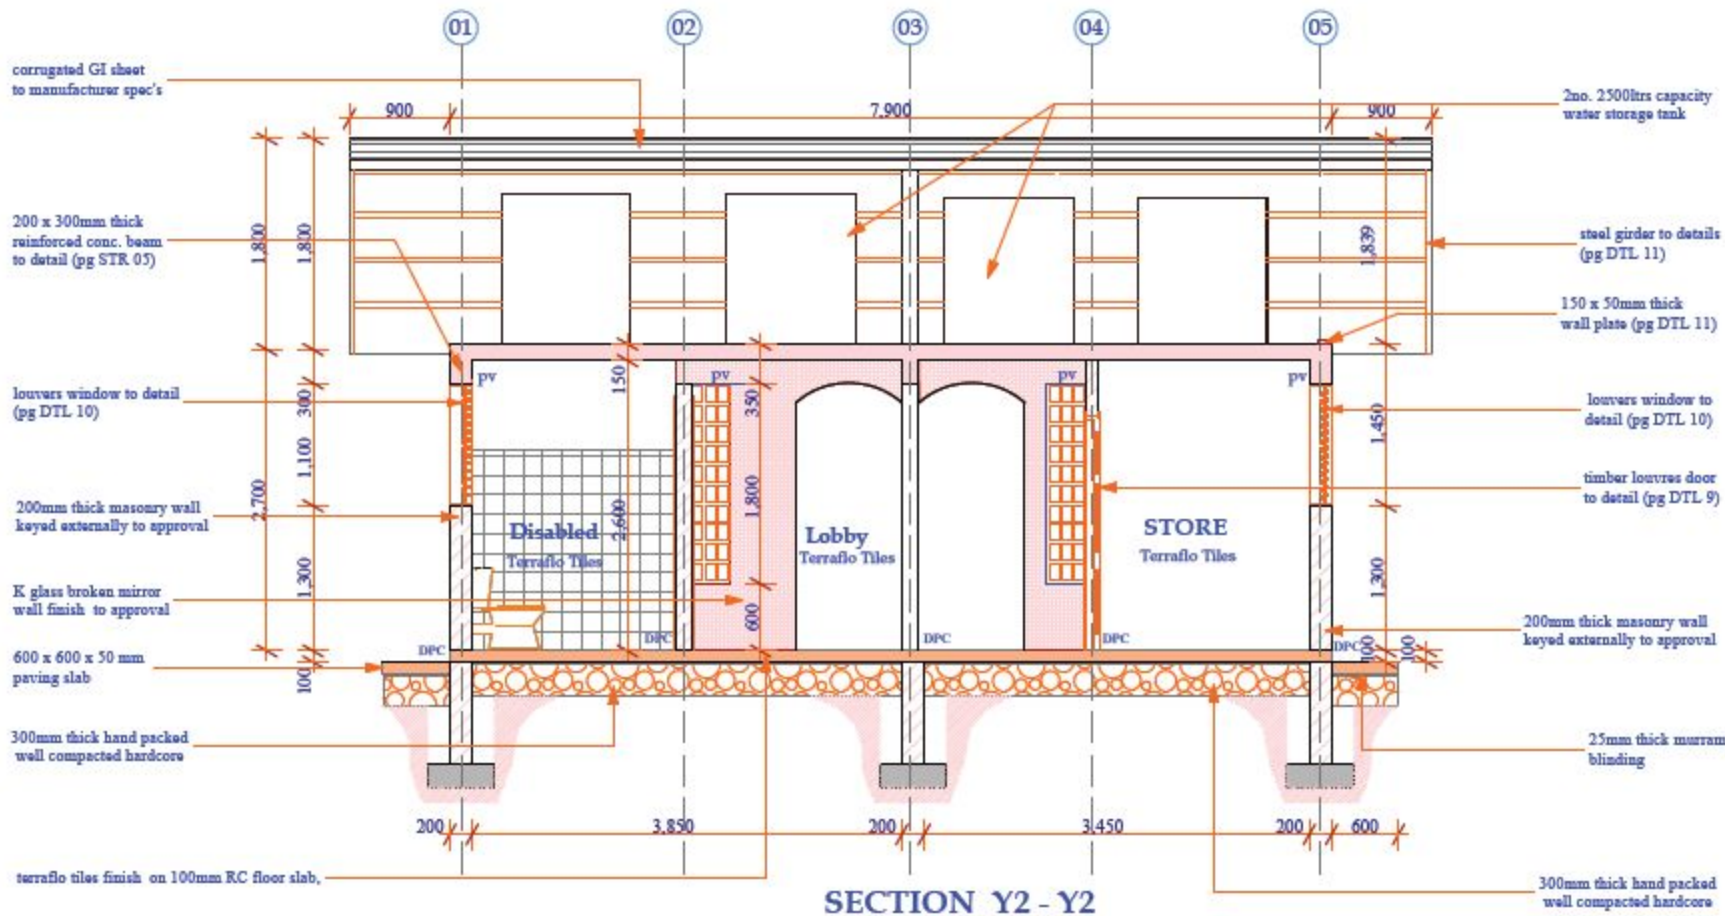 01 02 03 04 05
corrugated GI sheet
to manufacturer spec's
900 7,900 900
2no. 2500ltrs capacity
water storage tank
200 x 300mm thick
reinforced conc. beam
to detail (pg STR 05)
1,800 1,800 1,839
steel girder to details
(pg DTL 11)
150 x 50mm thick
wall plate (pg DTL 11)
pv pv pv pv
louvers window to detail
(pg DTL 10)
300 150 350 1,450
louvers window to
detail (pg DTL 10)
1,100
2,700
1,800
2,600
timber louvres door
to detail (pg DTL 9)
200mm thick masonry wall
keyed externally to approval
Disabled
Terraflo Tiles
Lobby
Terraflo Tiles
STORE
Terraflo Tiles
1,300 600 1,300
K glass broken mirror
wall finish to approval
200mm thick masonry wall
keyed externally to approval
DPC DPC DPC DPC DPC
600 x 600 x 50 mm
paving slab
100 100 100
300mm thick hand packed
well compacted hardcore
25mm thick murram
blinding
200 3,850 200 3,450 200 600
terraflo tiles finish on 100mm RC floor slab,
SECTION Y2 - Y2
300mm thick hand packed
well compacted hardcore